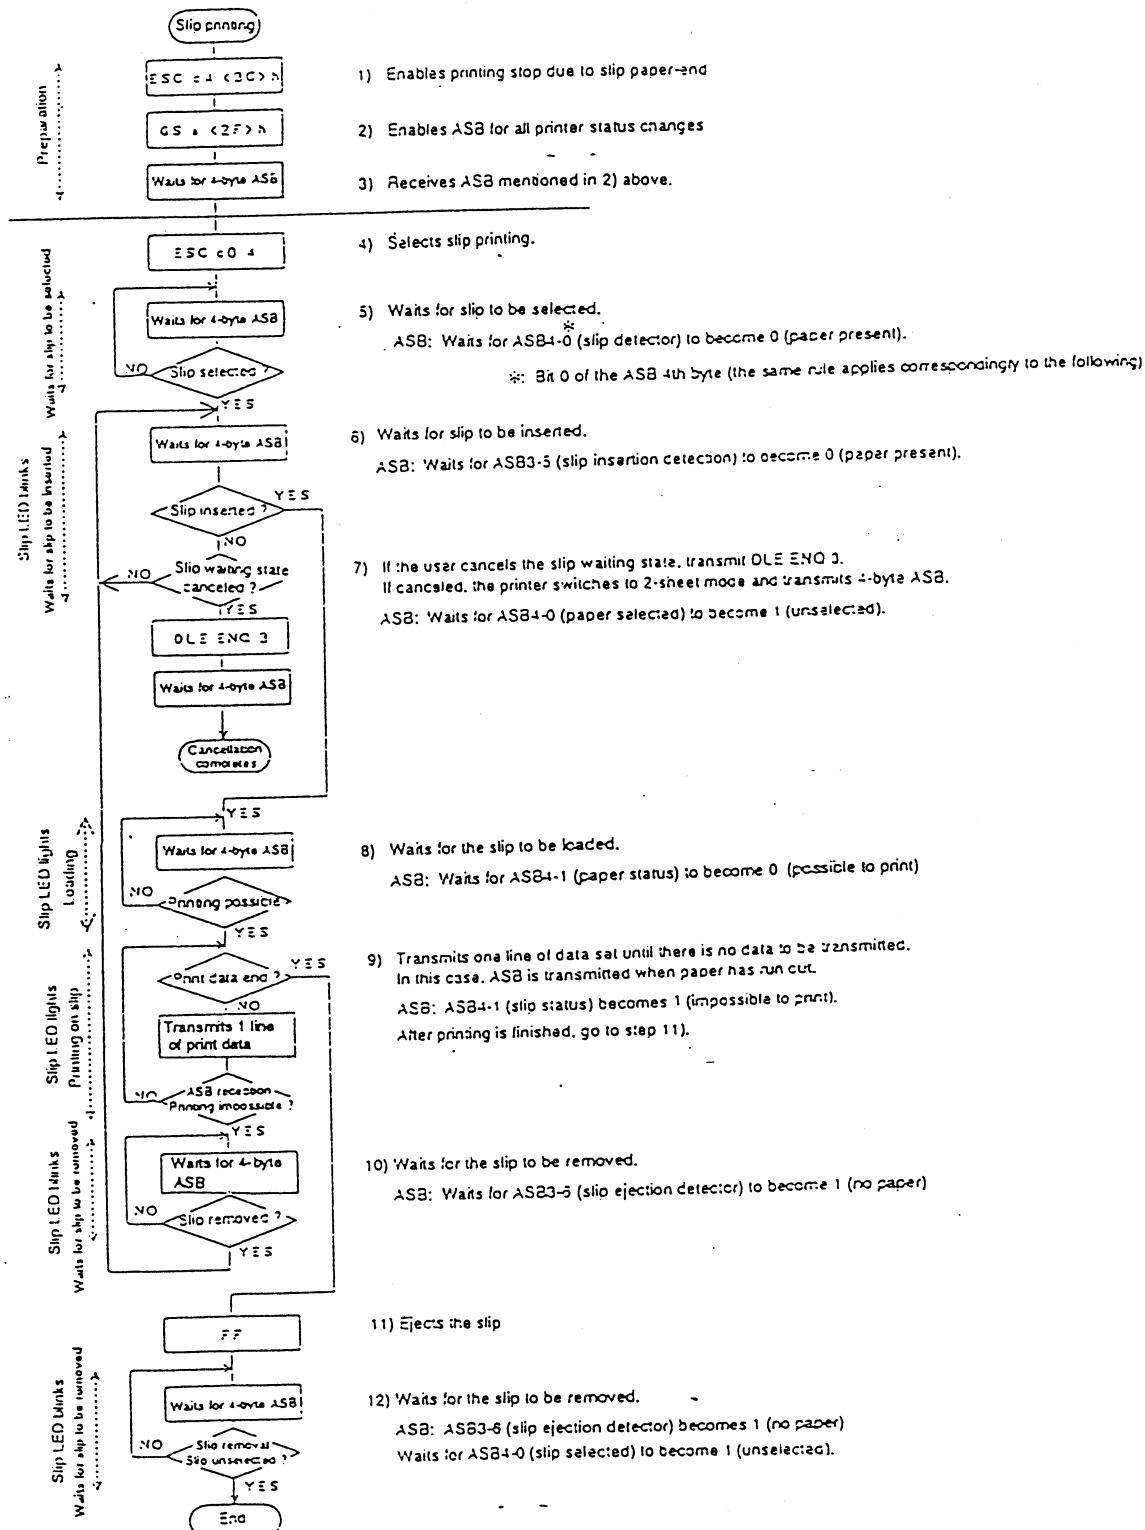 Slip printing
Preparation
ESC c4 <3C>h
1) Enables printing stop due to slip paper-end
GS a <2F>h
2) Enables ASB for all printer status changes
Waits for 4-byte ASB
3) Receives ASB mentioned in 2) above.
ESC c0 4
4) Selects slip printing.
Waits for slip to be selected
Waits for 4-byte ASB
5) Waits for slip to be selected.
ASB: Waits for ASB4-0※ (slip detector) to become 0 (paper present).
NO
Slip selected ?
※: Bit 0 of the ASB 4th byte (the same rule applies correspondingly to the following)
YES
Slip LED blinks
Waits for slip to be inserted
Waits for 4-byte ASB
6) Waits for slip to be inserted.
ASB: Waits for ASB3-5 (slip insertion detection) to become 0 (paper present).
YES
Slip inserted ?
NO
NO
Slip waiting state
canceled ?
7) If the user cancels the slip waiting state, transmit DLE ENQ 3.
If canceled, the printer switches to 2-sheet mode and transmits 4-byte ASB.
ASB: Waits for ASB4-0 (paper selected) to become 1 (unselected).
YES
DLE ENQ 3
Waits for 4-byte ASB
Cancellation
completes
YES
Slip LED lights
Loading
Waits for 4-byte ASB
8) Waits for the slip to be loaded.
ASB: Waits for ASB4-1 (paper status) to become 0 (possible to print)
NO
Printing possible
YES
Slip LED lights
Printing on slip
YES
Print data end ?
9) Transmits one line of data set until there is no data to be transmitted.
In this case, ASB is transmitted when paper has run out.
ASB: ASB4-1 (slip status) becomes 1 (impossible to print).
After printing is finished, go to step 11).
NO
Transmits 1 line
of print data
NO
ASB reception
Printing impossible ?
YES
Slip LED blinks
Waits for slip to be removed
Waits for 4-byte
ASB
10) Waits for the slip to be removed.
ASB: Waits for ASB3-6 (slip ejection detector) to become 1 (no paper)
NO
Slip removed ?
YES
FF
11) Ejects the slip
Slip LED blinks
Waits for slip to be removed
Waits for 4-byte ASB
12) Waits for the slip to be removed.
ASB: ASB3-6 (slip ejection detector) becomes 1 (no paper)
Waits for ASB4-0 (slip selected) to become 1 (unselected).
NO
Slip removal
Slip unselected ?
YES
End